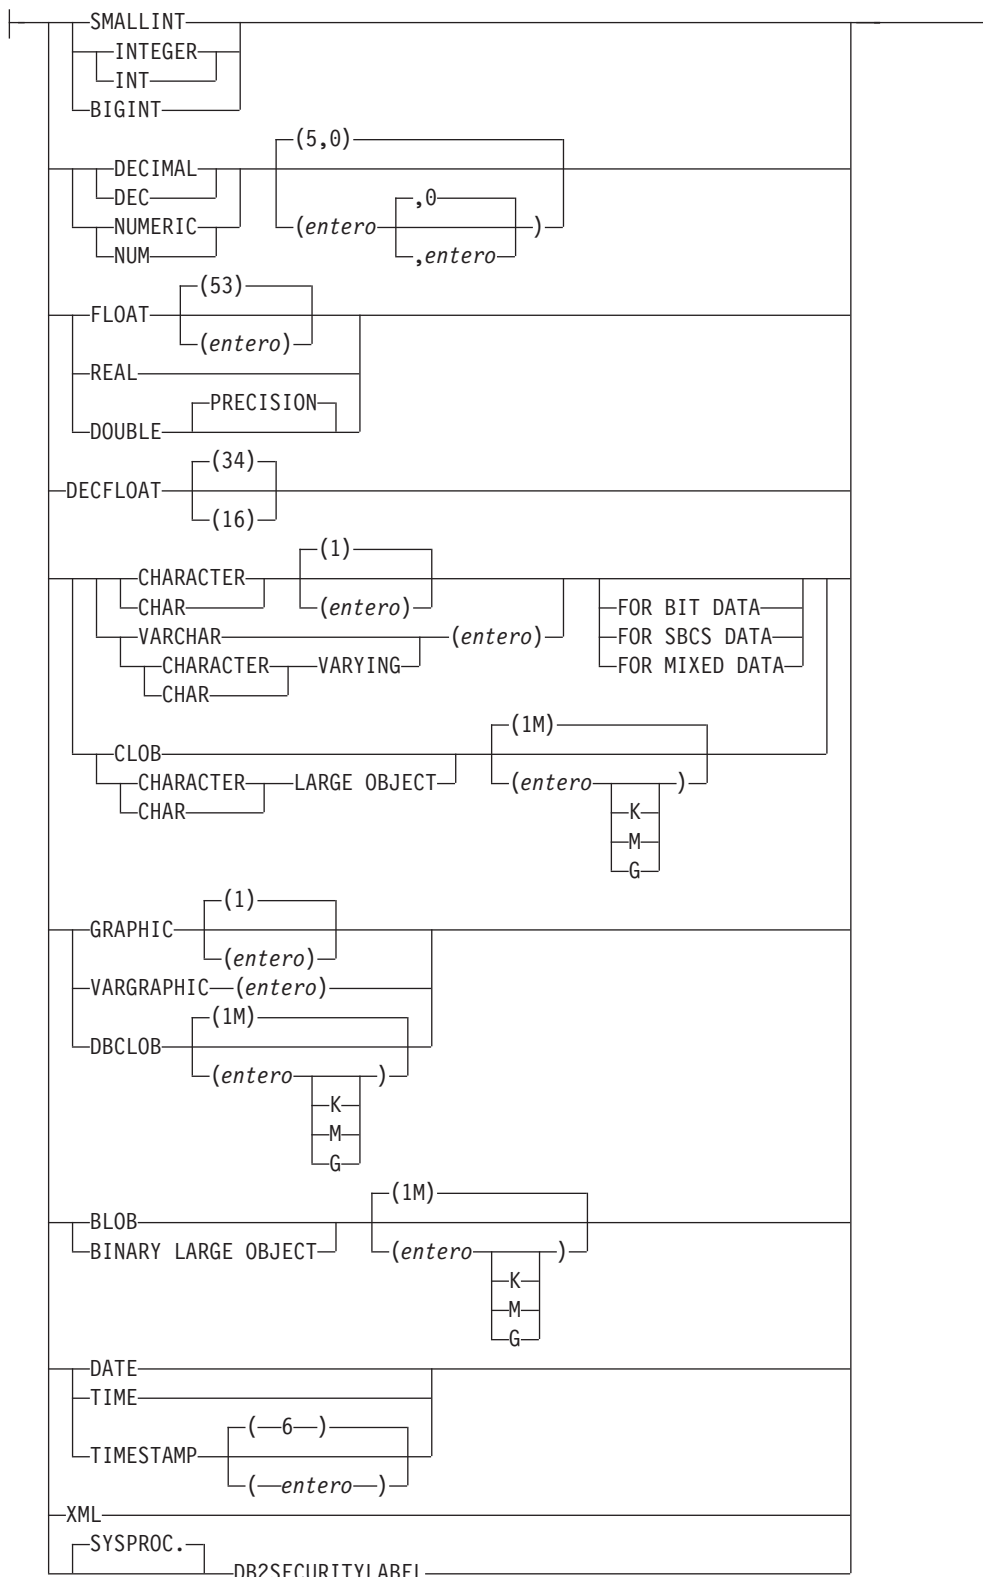 SMALLINT
INTEGER
INT
BIGINT
(5,0)
DECIMAL
DEC
,0
NUMERIC
(entero )
NUM
,entero
(53)
FLOAT
(entero)
REAL
PRECISION
DOUBLE
(34)
DECFLOAT
(16)
(1)
CHARACTER
CHAR
(entero)
FOR BIT DATA
VARCHAR
(entero)
FOR SBCS DATA
CHARACTER
VARYING
FOR MIXED DATA
CHAR
(1M)
CLOB
CHARACTER
LARGE OBJECT
(entero )
CHAR
K
M
G
(1)
GRAPHIC
(entero)
VARGRAPHIC (entero)
(1M)
DBCLOB
(entero )
K
M
G
(1M)
BLOB
BINARY LARGE OBJECT
(entero )
K
M
G
DATE
TIME
( 6 )
TIMESTAMP
( entero )
XML
SYSPROC.
DB2SECURITYLABEL